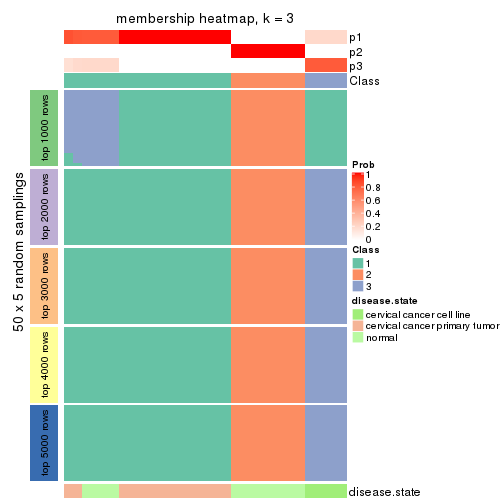 membership heatmap, k = 3
p1
p2
p3
Class
50 x 5 random samplings
top 1000 rows
top 2000 rows
top 3000 rows
top 4000 rows
top 5000 rows
Prob
1
0.8
0.6
0.4
0.2
0
Class
1
2
3
disease.state
cervical cancer cell line
cervical cancer primary tumor
normal
disease.state